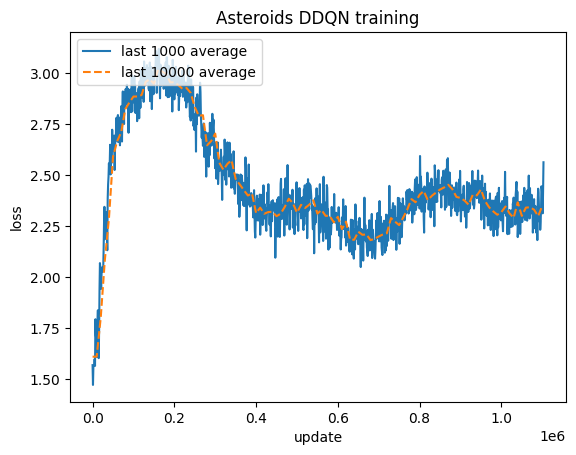 Asteroids DDQN training
last 1000 average
last 10000 average
3.00
2.75
2.50
2.25
2.00
1.75
1.50
loss
0.0 0.2 0.4 0.6 0.8 1.0
1e6
update